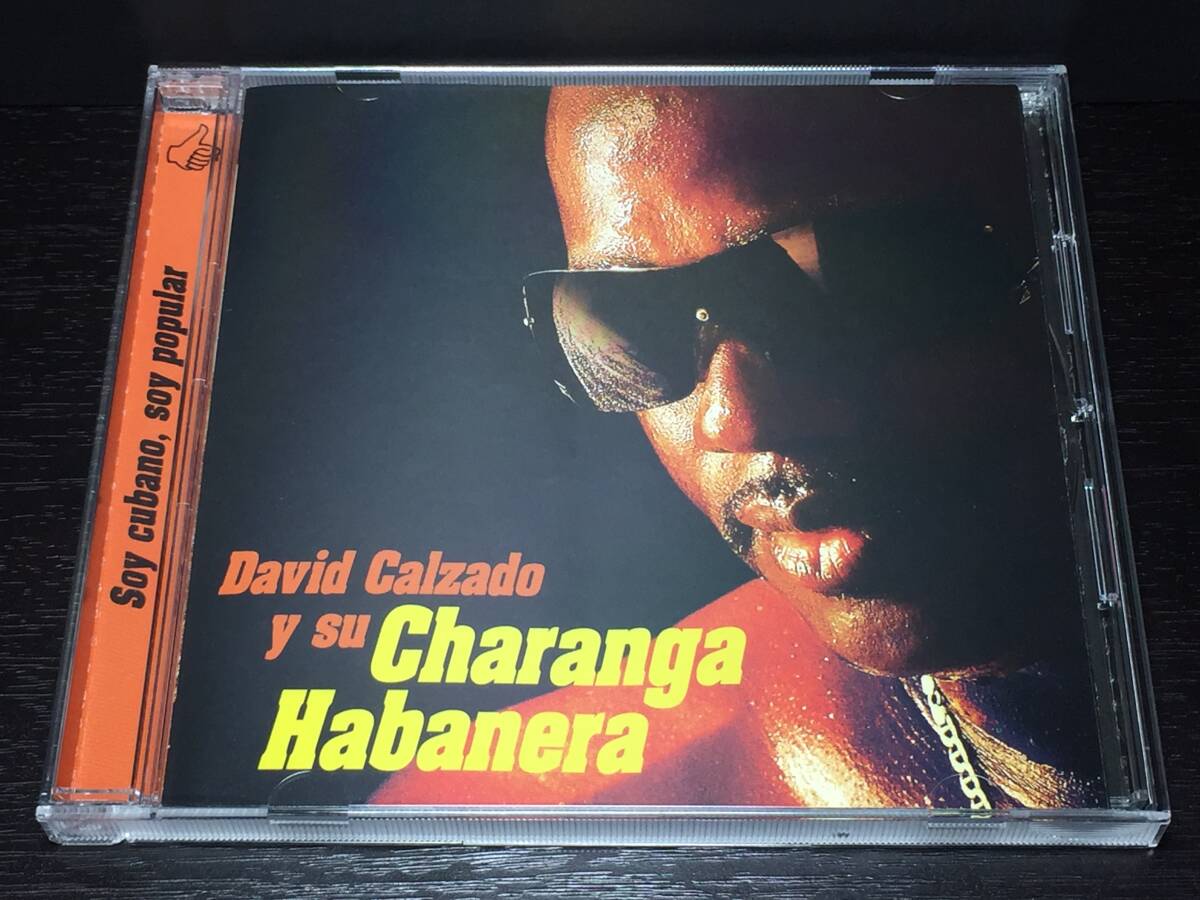 Soy cubano, soy popular
David Calzado
y su Charanga
Habanera